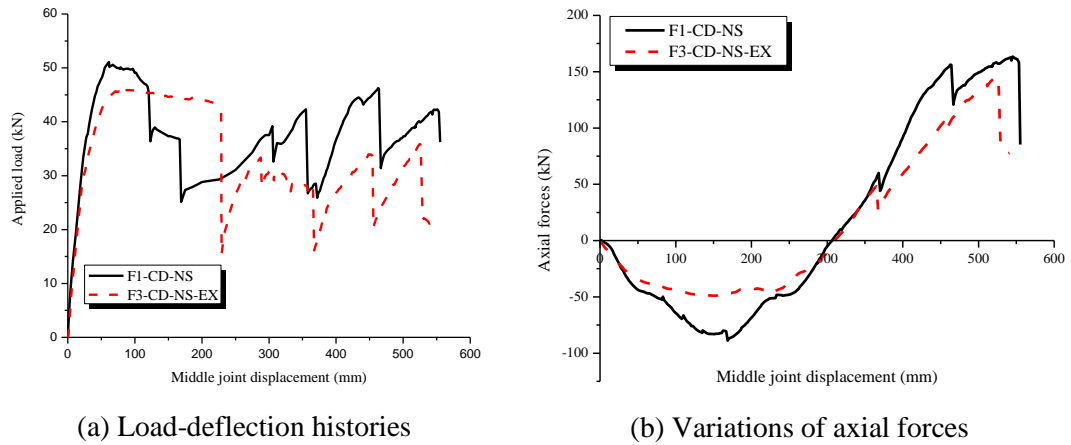 60
50
40
30
20
10
0
Applied load (kN)
F1-CD-NS
F3-CD-NS-EX
0 100 200 300 400 500 600
Middle joint displacement (mm)
(a) Load-deflection histories
200
150
100
50
0
-50
-100
Axial forces (kN)
F1-CD-NS
F3-CD-NS-EX
0 100 200 300 400 500 600
Middle joint displacement (mm)
(b) Variations of axial forces